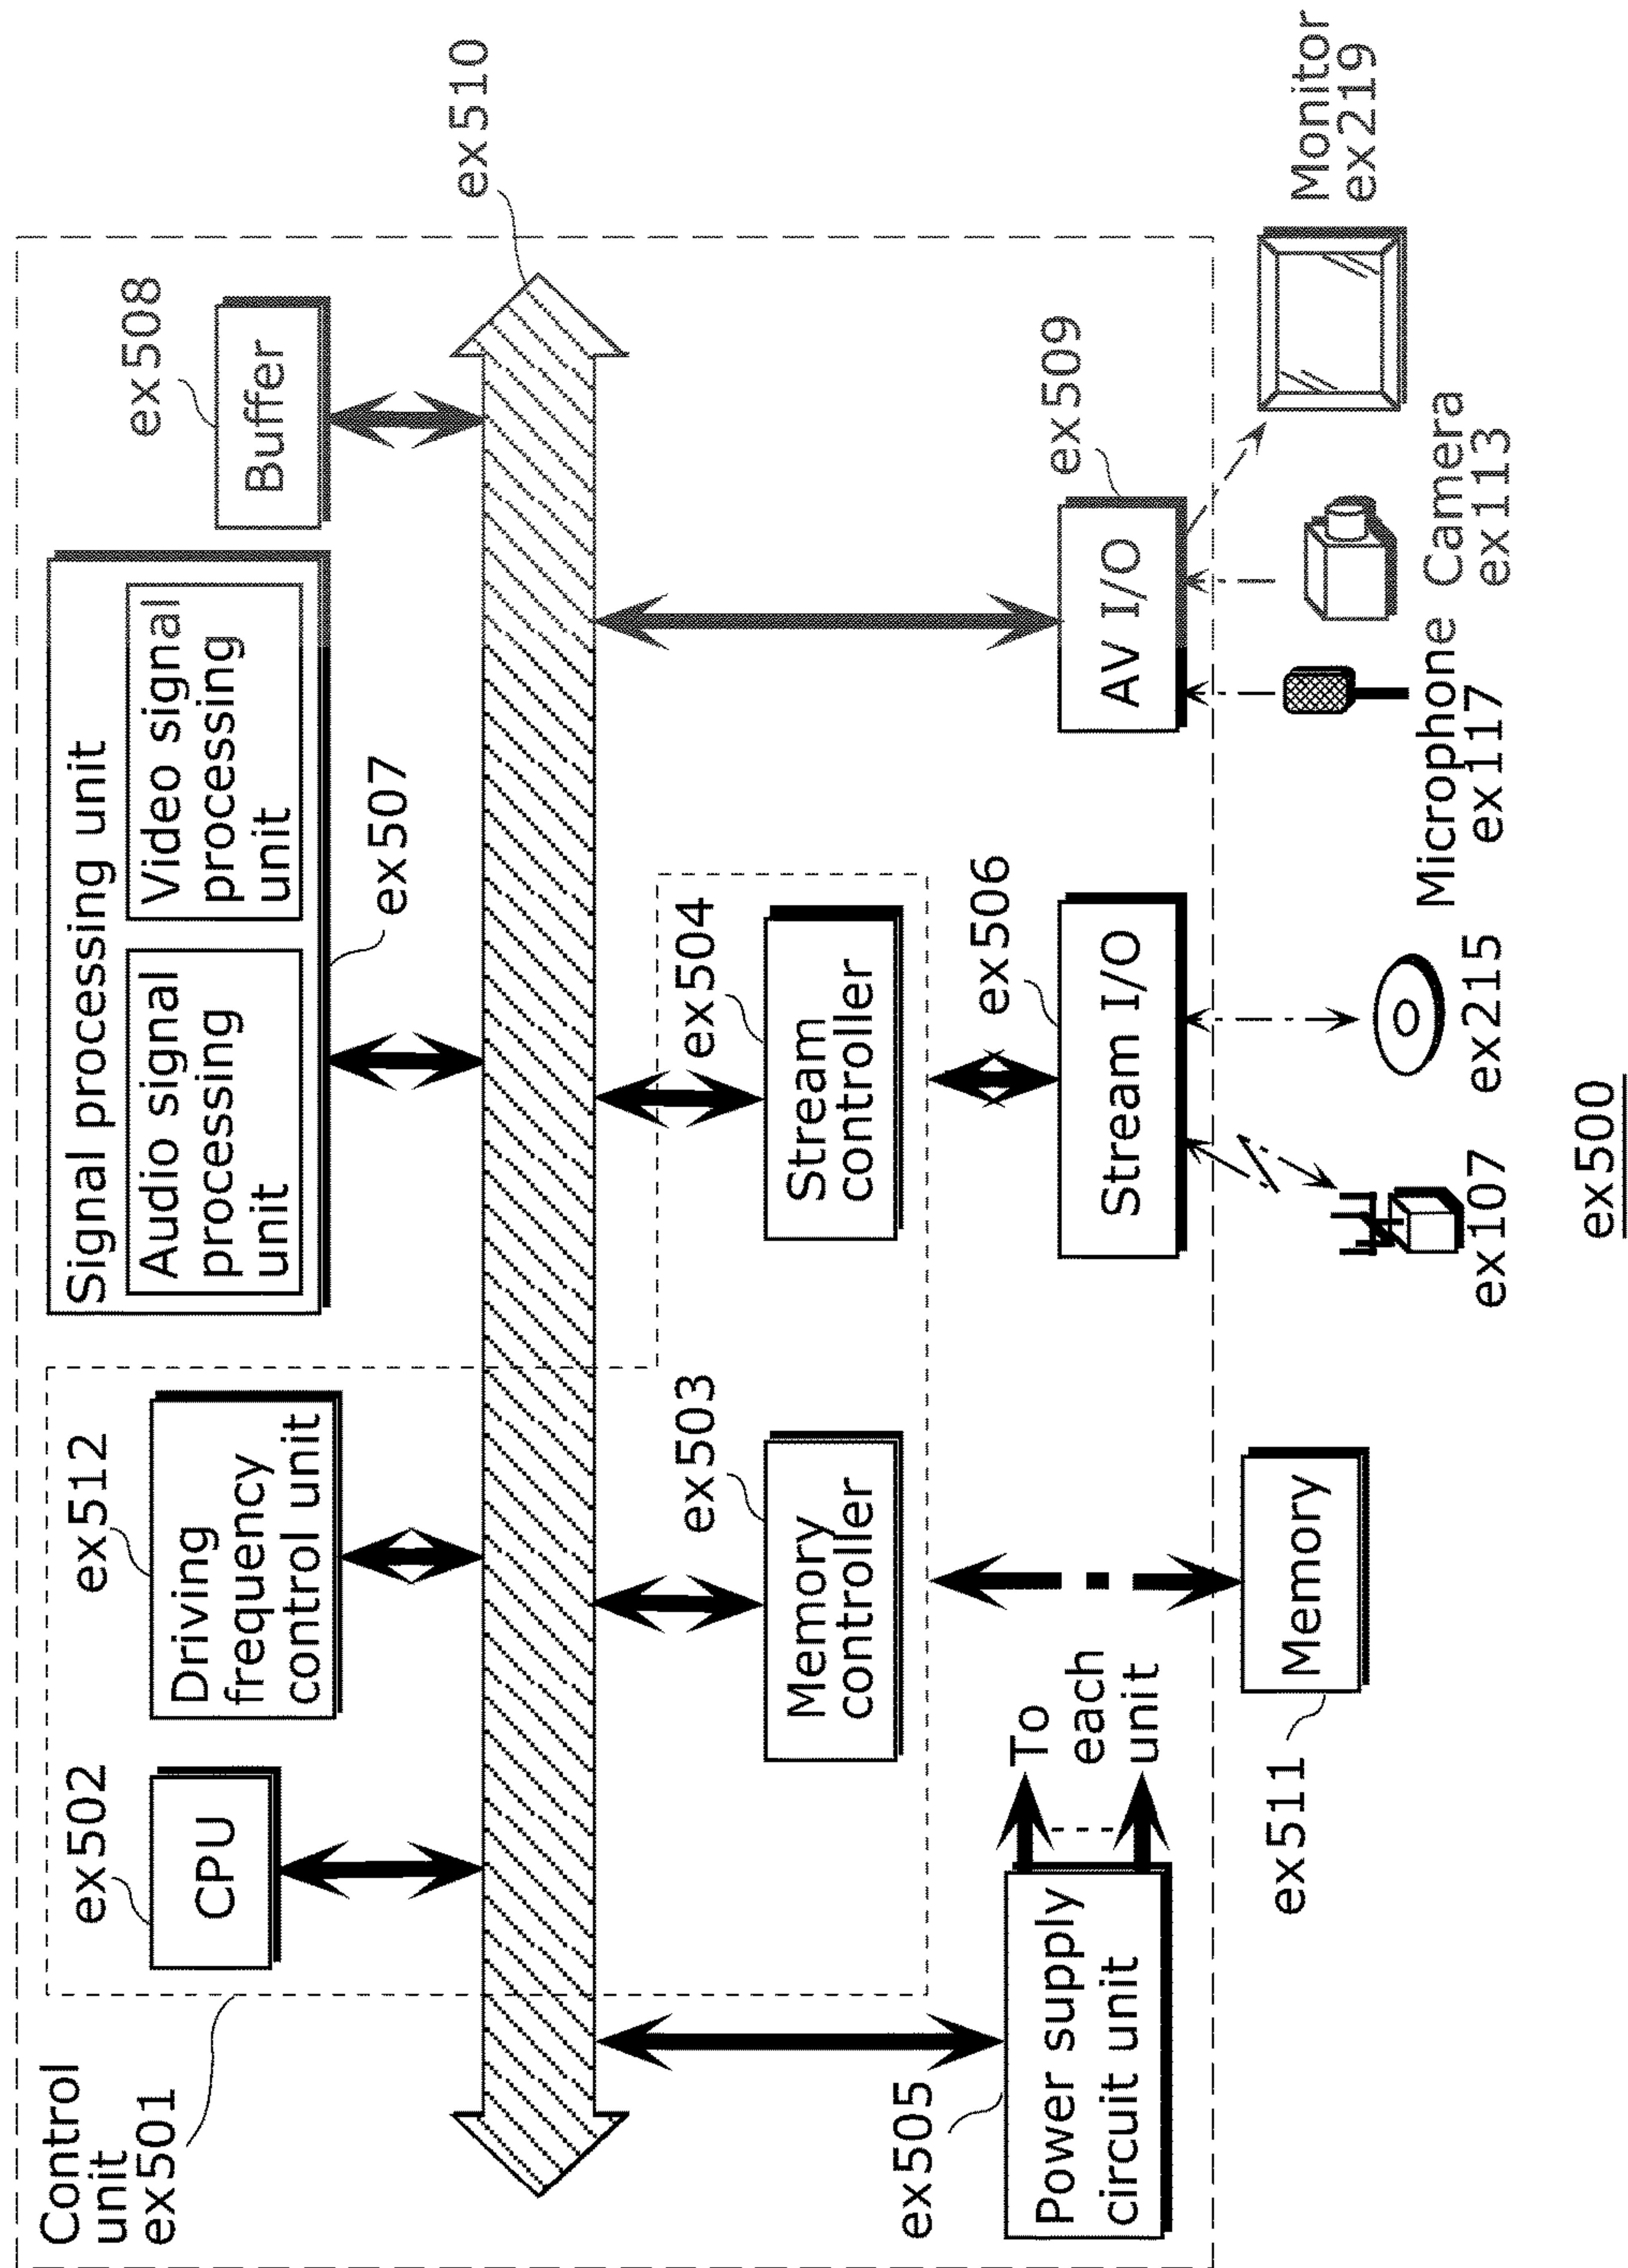 Control
unit
ex501
ex502
CPU
ex512
Driving
frequency
control unit
Signal processing unit
Audio signal
processing
unit
Video signal
processing
unit
ex507
ex508
Buffer
ex510
ex503
Memory
controller
ex504
Stream
controller
ex505
Power supply
circuit unit
To
each
unit
ex506
Stream I/O
ex509
AV I/O
ex511
Memory
ex107
ex215
Microphone
ex117
Camera
ex113
Monitor
ex219
ex500